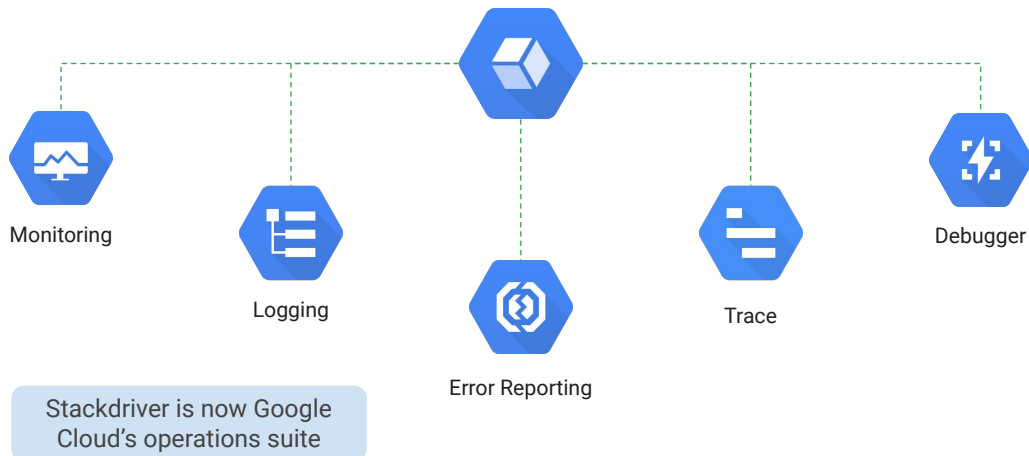 Monitoring
Debugger
Logging
Trace
Error Reporting
Stackdriver is now Google
Cloud’s operations suite